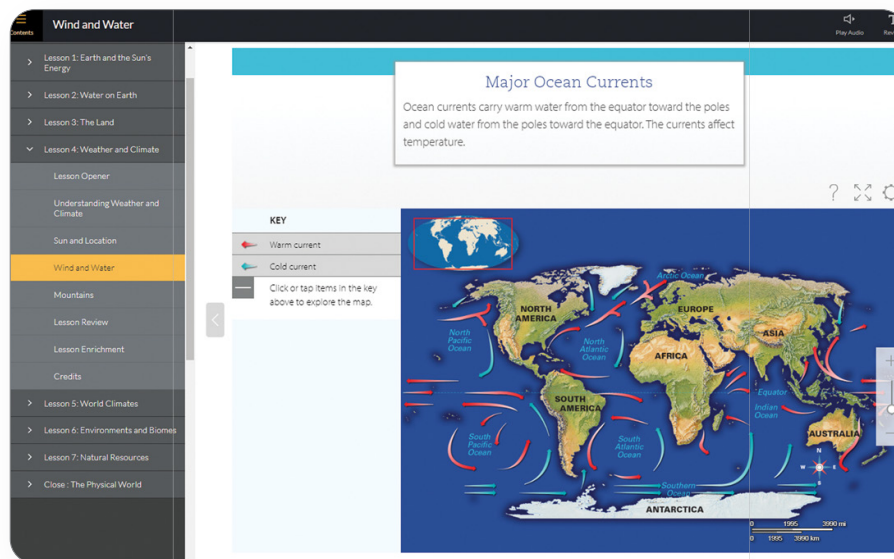 Contents
Wind and Water
Play Audio
Lesson 1: Earth and the Sun's
Energy
Lesson 2: Water on Earth
Lesson 3: The Land
Lesson 4: Weather and Climate
Lesson Opener
Understanding Weather and
Climate
Sun and Location
Wind and Water
Mountains
Lesson Review
Lesson Enrichment
Credits
Lesson 5: World Climates
Lesson 6: Environments and Biomes
Lesson 7: Natural Resources
Close : The Physical World
Major Ocean Currents
Ocean currents carry warm water from the equator toward the poles
and cold water from the poles toward the equator. The currents affect
temperature.
?
KEY
Warm current
Cold current
Click or tap items in the key
above to explore the map.
Arctic Ocean
NORTH
AMERICA
EUROPE
ASIA
North
Pacific
Ocean
North
Atlantic
Ocean
AFRICA
Equator
SOUTH
AMERICA
Indian
Ocean
South
Pacific
Ocean
South
Atlantic
Ocean
AUSTRALIA
N
W
E
S
Southern
Ocean
ANTARCTICA
0 1995 3990 mi
0 1995 3990 km